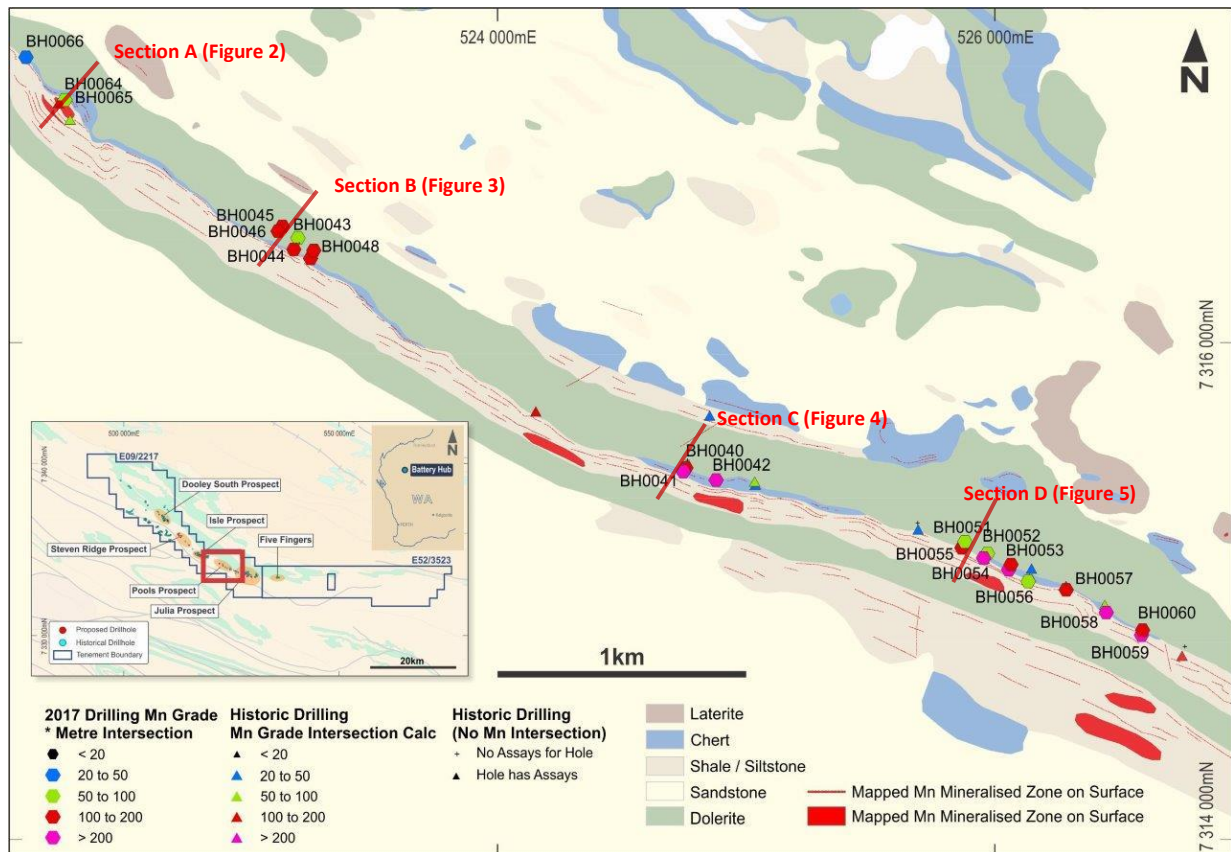 524 000mE
526 000mE
BH0066
Section A (Figure 2)
N
BH0064
BH0065
Section B (Figure 3)
BH0045
BH0043
BH0046
BH0048
BH0044
7 316 000mN
Section C (Figure 4)
BH0040
BH0042
BH0041
Section D (Figure 5)
BH0051
BH0052
BH0055
BH0053
BH0054
BH0057
BH0056
BH0060
BH0058
BH0059
1km
7 314 000mN
500 000mE
550 000mE
N
E09/2217
7 340 000mN
Battery Hub
WA
Dooley South Prospect
Isle Prospect
Steven Ridge Prospect
Five Fingers
E52/3523
Pools Prospect
Julia Prospect
Proposed Drillhole
Historical Drillhole
Tenement Boundary
20km
2017 Drilling Mn Grade
* Metre Intersection
< 20
20 to 50
50 to 100
100 to 200
> 200
Historic Drilling
Mn Grade Intersection Calc
< 20
20 to 50
50 to 100
100 to 200
> 200
Historic Drilling
(No Mn Intersection)
No Assays for Hole
Hole has Assays
Laterite
Chert
Shale / Siltstone
Sandstone
Dolerite
Mapped Mn Mineralised Zone on Surface
Mapped Mn Mineralised Zone on Surface